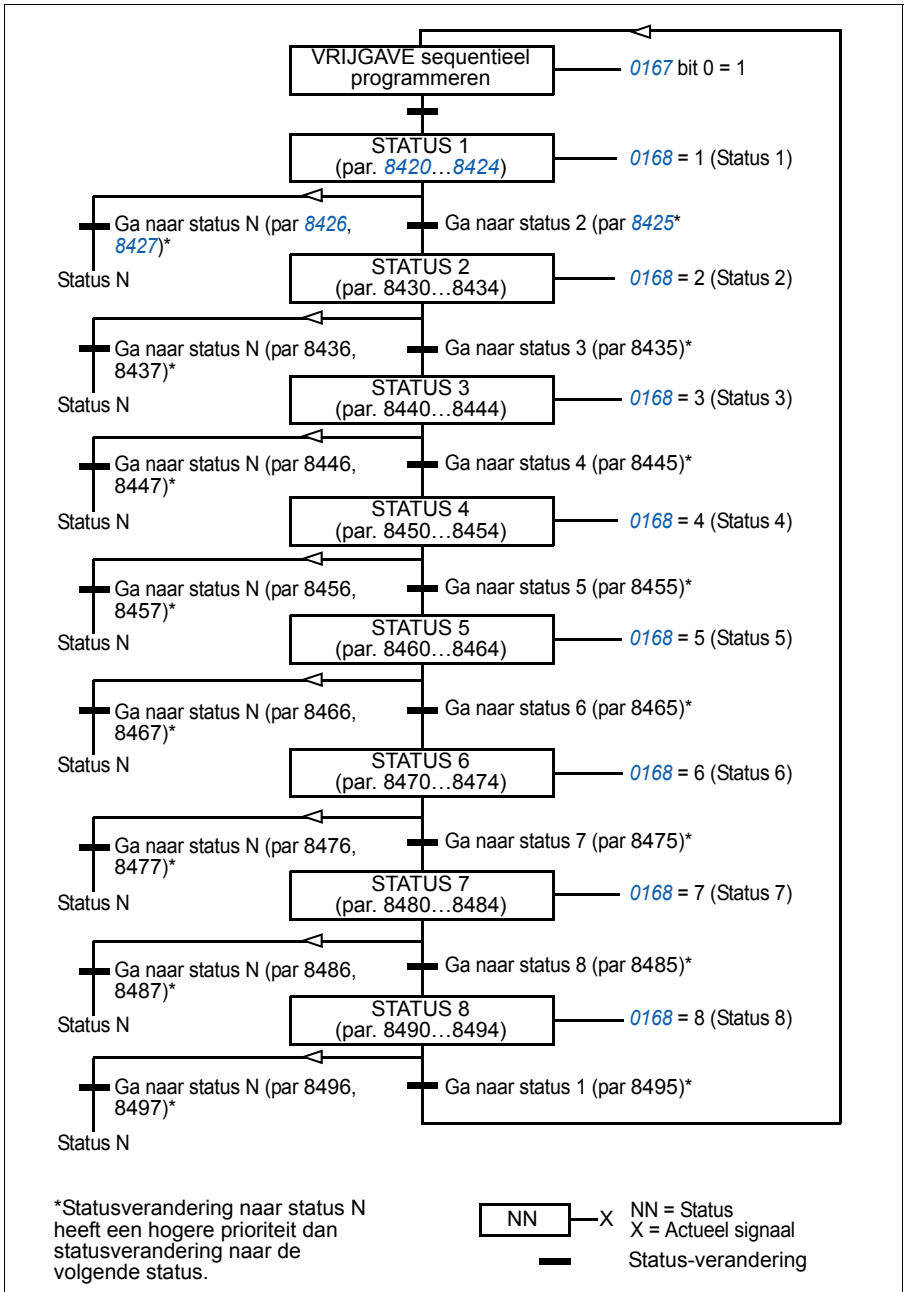 VRIJGAVE sequentieel
programmeren
0167 bit 0 = 1
STATUS 1
(par. 8420...8424)
0168 = 1 (Status 1)
Ga naar status N (par 8426,
8427)*
Status N
Ga naar status 2 (par 8425*
STATUS 2
(par. 8430...8434)
0168 = 2 (Status 2)
Ga naar status N (par 8436,
8437)*
Status N
Ga naar status 3 (par 8435)*
STATUS 3
(par. 8440...8444)
0168 = 3 (Status 3)
Ga naar status N (par 8446,
8447)*
Status N
Ga naar status 4 (par 8445)*
STATUS 4
(par. 8450...8454)
0168 = 4 (Status 4)
Ga naar status N (par 8456,
8457)*
Status N
Ga naar status 5 (par 8455)*
STATUS 5
(par. 8460...8464)
0168 = 5 (Status 5)
Ga naar status N (par 8466,
8467)*
Status N
Ga naar status 6 (par 8465)*
STATUS 6
(par. 8470...8474)
0168 = 6 (Status 6)
Ga naar status N (par 8476,
8477)*
Status N
Ga naar status 7 (par 8475)*
STATUS 7
(par. 8480...8484)
0168 = 7 (Status 7)
Ga naar status N (par 8486,
8487)*
Status N
Ga naar status 8 (par 8485)*
STATUS 8
(par. 8490...8494)
0168 = 8 (Status 8)
Ga naar status N (par 8496,
8497)*
Status N
Ga naar status 1 (par 8495)*
*Statusverandering naar status N
heeft een hogere prioriteit dan
statusverandering naar de
volgende status.
NN
X
NN = Status
X = Actueel signaal
Status-verandering